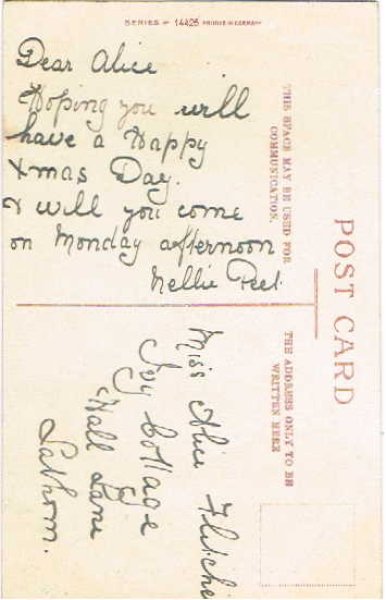 SERIES Nº 14425 PRINTED IN GERMANY
Dear Alice
Hoping you will
have a Happy
Xmas Day.
& will you come
on Monday afternoon
Nellie Peet
THIS SPACE MAY BE USED FOR
COMMUNICATION.
POST CARD
THE ADDRESS ONLY TO BE
WRITTEN HERE
Miss Alice Fletcher
Ivy Cottage
Hall Lane
Lathom.